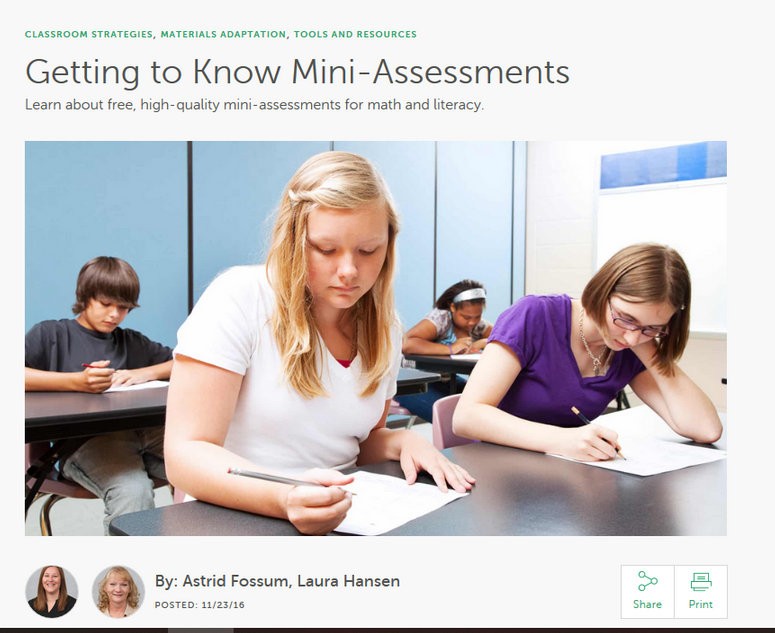 CLASSROOM STRATEGIES, MATERIALS ADAPTATION, TOOLS AND RESOURCES
Getting to Know Mini-Assessments
Learn about free, high-quality mini-assessments for math and literacy.
By: Astrid Fossum, Laura Hansen
POSTED: 11/23/16
Share
Print